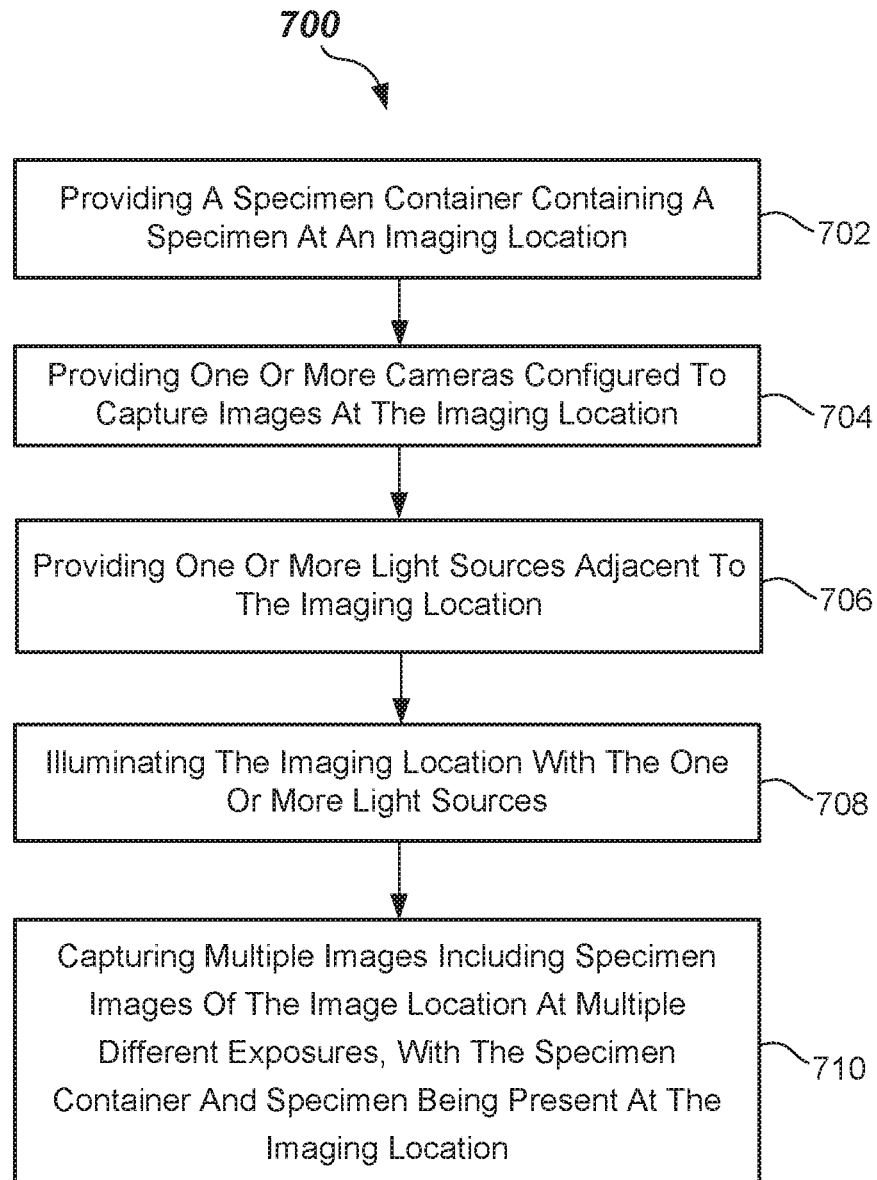 700
Providing A Specimen Container Containing A
Specimen At An Imaging Location
702
Providing One Or More Cameras Configured To
Capture Images At The Imaging Location
704
Providing One Or More Light Sources Adjacent To
The Imaging Location
706
Illuminating The Imaging Location With The One
Or More Light Sources
708
Capturing Multiple Images Including Specimen
Images Of The Image Location At Multiple
Different Exposures, With The Specimen
Container And Specimen Being Present At The
Imaging Location
710